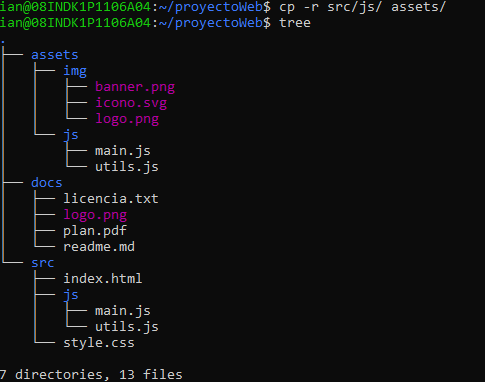 ian@08INDK1P1106A04:~/proyectoWeb$ cp -r src/js/ assets/
ian@08INDK1P1106A04:~/proyectoWeb$ tree
.
├── assets
│   ├── img
│   │   ├── banner.png
│   │   ├── icono.svg
│   │   └── logo.png
│   └── js
│       ├── main.js
│       └── utils.js
├── docs
│   ├── licencia.txt
│   ├── logo.png
│   ├── plan.pdf
│   └── readme.md
└── src
    ├── index.html
    ├── js
    │   ├── main.js
    │   └── utils.js
    └── style.css
7 directories, 13 files